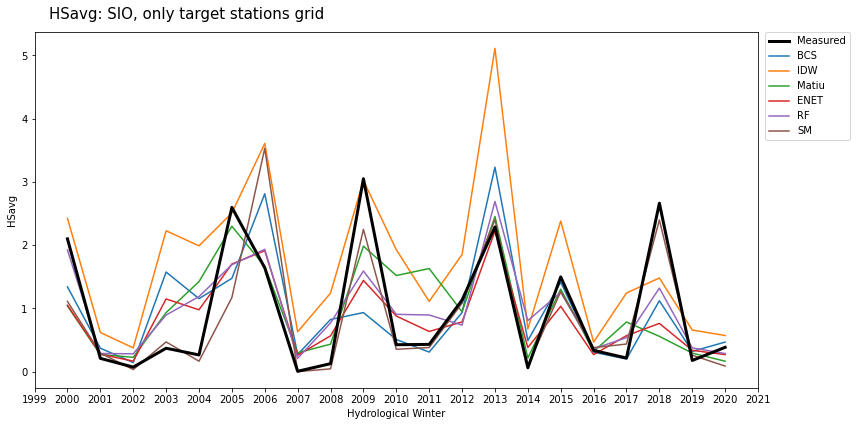 HSavg: SIO, only target stations grid
Measured
BCS
IDW
Matiu
ENET
RF
SM
5
4
3
2
1
0
HSavg
1999 2000 2001 2002 2003 2004 2005 2006 2007 2008 2009 2010 2011 2012 2013 2014 2015 2016 2017 2018 2019 2020 2021
Hydrological Winter